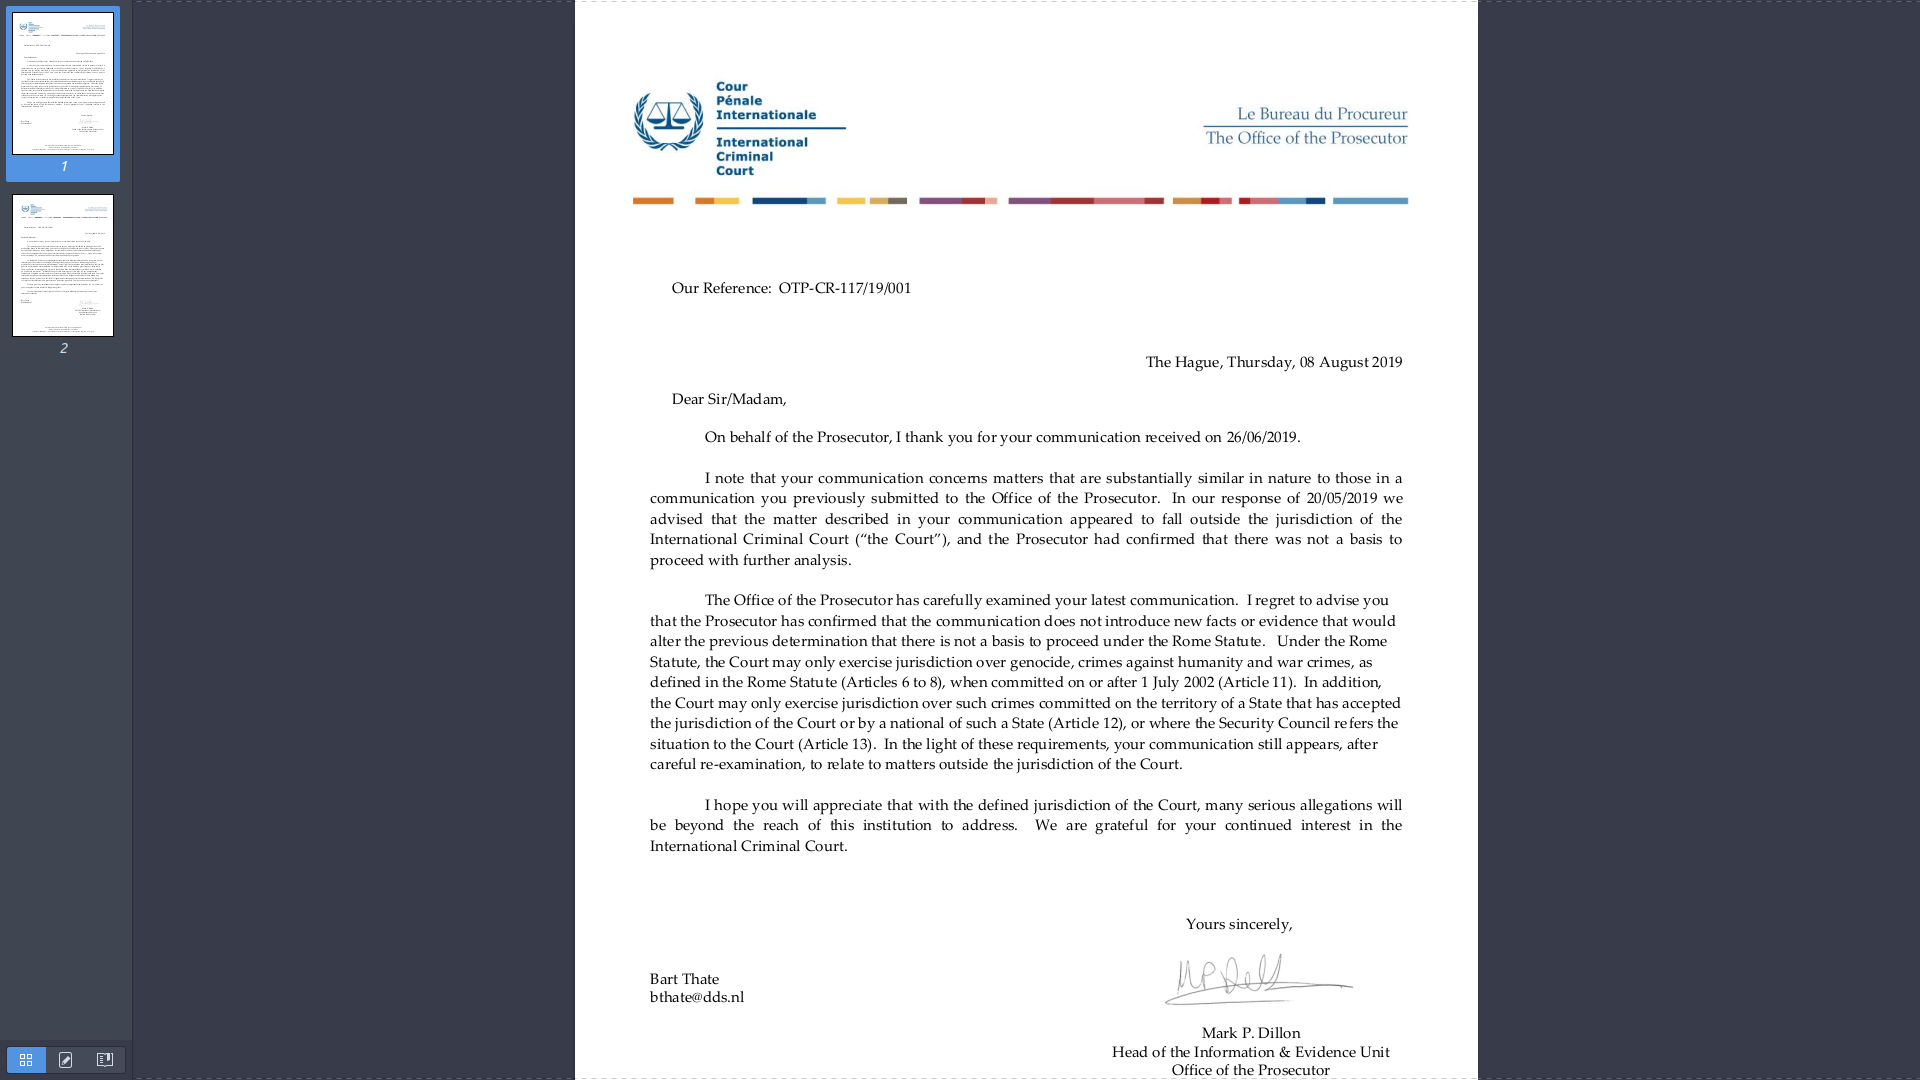 Cour
Pénale
Internationale
International
Criminal
Court
Le Bureau du Procureur
The Office of the Prosecutor
Our Reference: OTP-CR-117/19/001
The Hague, Thursday, 08 August 2019
Dear Sir/Madam,
On behalf of the Prosecutor, I thank you for your communication received on 26/06/2019.
I note that your communication concerns matters that are substantially similar in nature to those in a
communication you previously submitted to the Office of the Prosecutor. In our response of 20/05/2019 we
advised that the matter described in your communication appeared to fall outside the jurisdiction of the
International Criminal Court (“the Court”), and the Prosecutor had confirmed that there was not a basis to
proceed with further analysis.
The Office of the Prosecutor has carefully examined your latest communication. I regret to advise you
that the Prosecutor has confirmed that the communication does not introduce new facts or evidence that would
alter the previous determination that there is not a basis to proceed under the Rome Statute. Under the Rome
Statute, the Court may only exercise jurisdiction over genocide, crimes against humanity and war crimes, as
defined in the Rome Statute (Articles 6 to 8), when committed on or after 1 July 2002 (Article 11). In addition,
the Court may only exercise jurisdiction over such crimes committed on the territory of a State that has accepted
the jurisdiction of the Court or by a national of such a State (Article 12), or where the Security Council refers the
situation to the Court (Article 13). In the light of these requirements, your communication still appears, after
careful re-examination, to relate to matters outside the jurisdiction of the Court.
I hope you will appreciate that with the defined jurisdiction of the Court, many serious allegations will
be beyond the reach of this institution to address. We are grateful for your continued interest in the
International Criminal Court.
Yours sincerely,
Bart Thate
bthate@dds.nl
Mark P. Dillon
Head of the Information & Evidence Unit
Office of the Prosecutor
1
2